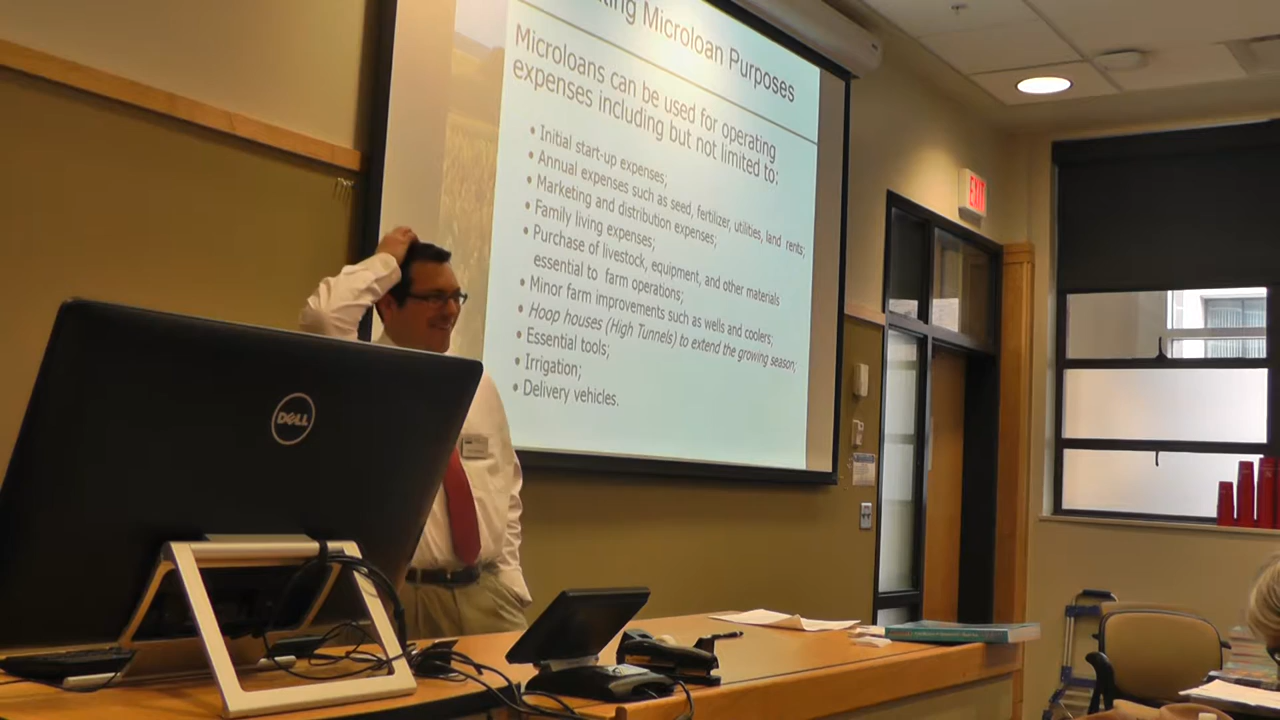 king Microloan Purposes
Microloans can be used for operating
expenses including but not limited to:
• Initial start-up expenses;
• Annual expenses such as seed, fertilizer, utilities, land rents;
• Marketing and distribution expenses;
• Family living expenses;
• Purchase of livestock, equipment, and other materials
essential to farm operations;
• Minor farm improvements such as wells and coolers;
• Hoop houses (High Tunnels) to extend the growing season;
• Essential tools;
• Irrigation;
• Delivery vehicles.
EXIT
DELL